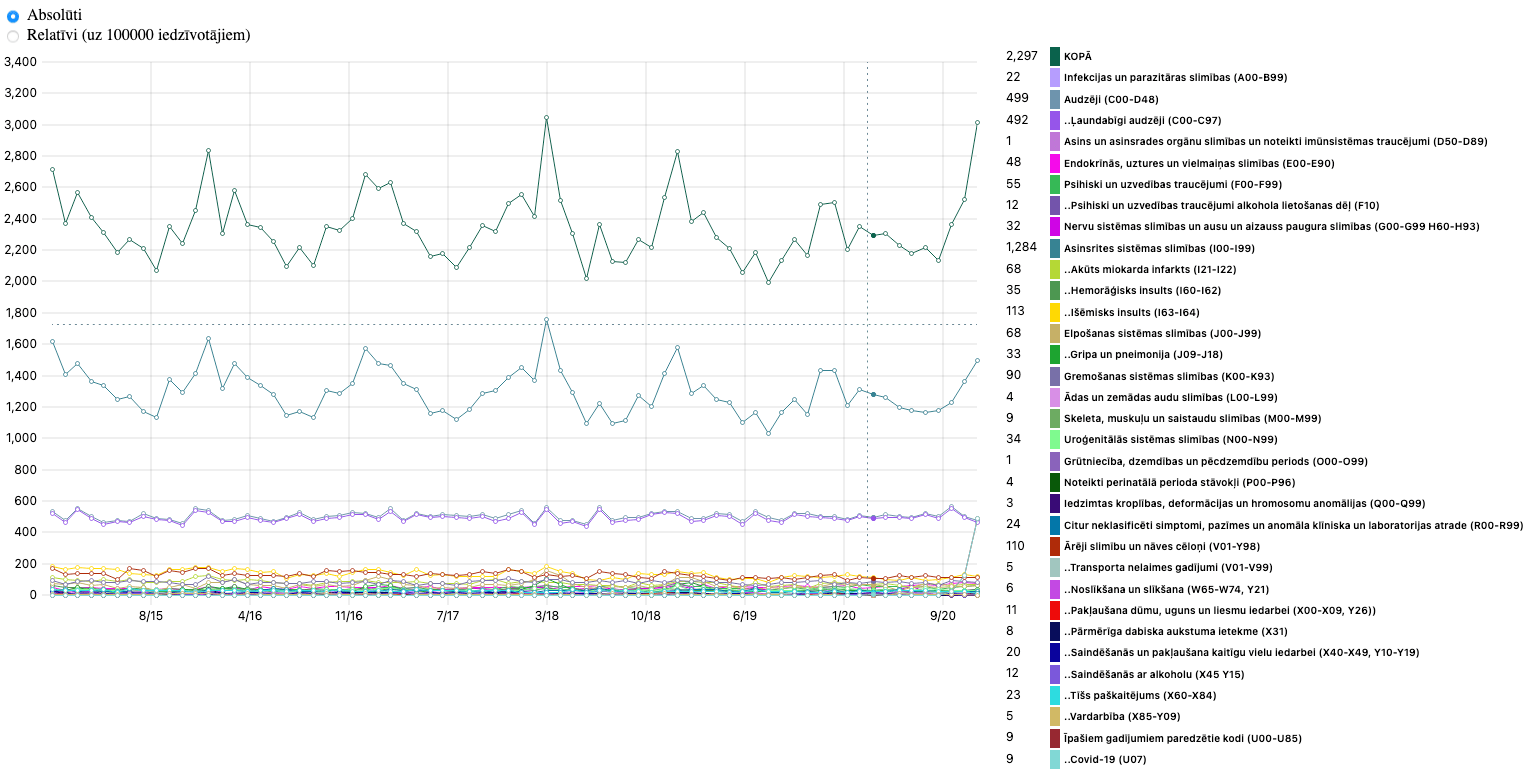 Absolūti
Relatīvi (uz 100000 iedzīvotājiem)
3,400
3,200
3,000
2,800
2,600
2,400
2,200
2,000
1,800
1,600
1,400
1,200
1,000
800
600
400
200
0
8/15 4/16 11/16 7/17 3/18 10/18 6/19 1/20 9/20
2,297 KOPĀ
22 Infekcijas un parazitāras slimības (A00-B99)
499 Audzēji (C00-D48)
492 ..Ļaundabīgi audzēji (C00-C97)
1 Asins un asinsrades orgānu slimības un noteikti imūnsistēmas traucējumi (D50-D89)
48 Endokrīnās, uztures un vielmaiņas slimības (E00-E90)
55 Psihiski un uzvedības traucējumi (F00-F99)
12 ..Psihiski un uzvedības traucējumi alkohola lietošanas dēļ (F10)
32 Nervu sistēmas slimības un ausu un aizauss paugura slimības (G00-G99 H60-H93)
1,284 Asinsrites sistēmas slimības (I00-I99)
68 ..Akūts miokarda infarkts (I21-I22)
35 ..Hemorāģisks insults (I60-I62)
113 ..Išēmisks insults (I63-I64)
68 Elpošanas sistēmas slimības (J00-J99)
33 ..Gripa un pneimonija (J09-J18)
90 Gremošanas sistēmas slimības (K00-K93)
4 Ādas un zemādas audu slimības (L00-L99)
9 Skeleta, muskuļu un saistaudu slimības (M00-M99)
34 Uroģenitālās sistēmas slimības (N00-N99)
1 Grūtniecība, dzemdības un pēcdzemdību periods (O00-O99)
4 Noteikti perinatālā perioda stāvokļi (P00-P96)
3 Iedzimtas kroplības, deformācijas un hromosomu anomālijas (Q00-Q99)
24 Citur neklasificēti simptomi, pazīmes un anomāla klīniska un laboratorijas atrade (R00-R99)
110 Ārēji slimību un nāves cēloņi (V01-Y98)
5 ..Transporta nelaimes gadījumi (V01-V99)
6 ..Noslīkšana un slīkšana (W65-W74, Y21)
11 ..Pakļaušana dūmu, uguns un liesmu iedarbei (X00-X09, Y26))
8 ..Pārmērīga dabiska aukstuma ietekme (X31)
20 ..Saindēšanās un pakļaušana kaitīgu vielu iedarbei (X40-X49, Y10-Y19)
12 ..Saindēšanās ar alkoholu (X45 Y15)
23 ..Tīšs paškaitējums (X60-X84)
5 ..Vardarbība (X85-Y09)
9 Īpašiem gadījumiem paredzētie kodi (U00-U85)
9 ..Covid-19 (U07)